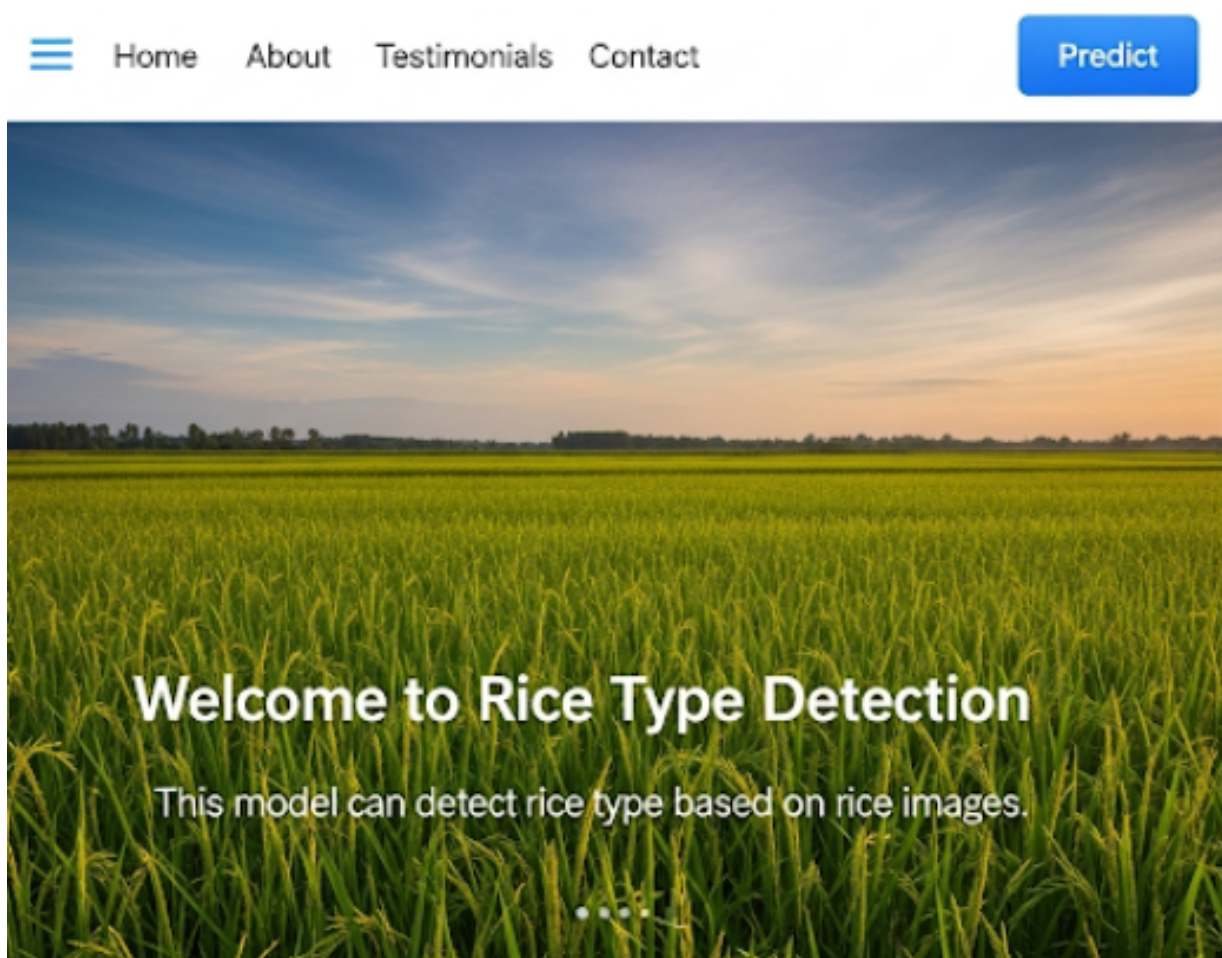 Home About Testimonials Contact Predict
Welcome to Rice Type Detection
This model can detect rice type based on rice images.